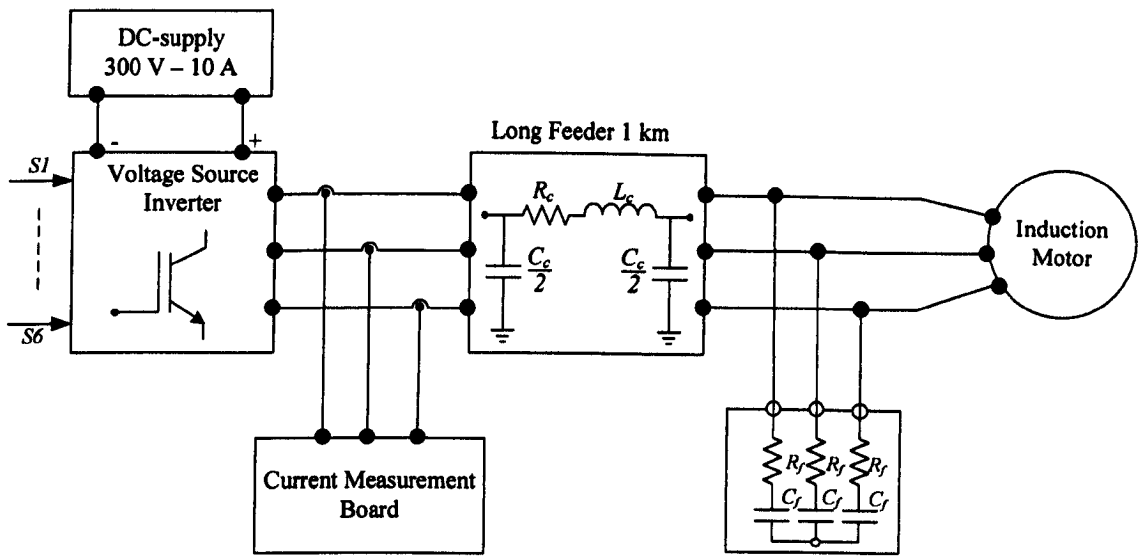 DC-supply
300 V – 10 A
Long Feeder 1 km
- +
S1
Voltage Source
Inverter
R_c L_c
C_c/2 C_c/2
Induction
Motor
S6
Current Measurement
Board
R_f R_f R_f
C_f C_f C_f